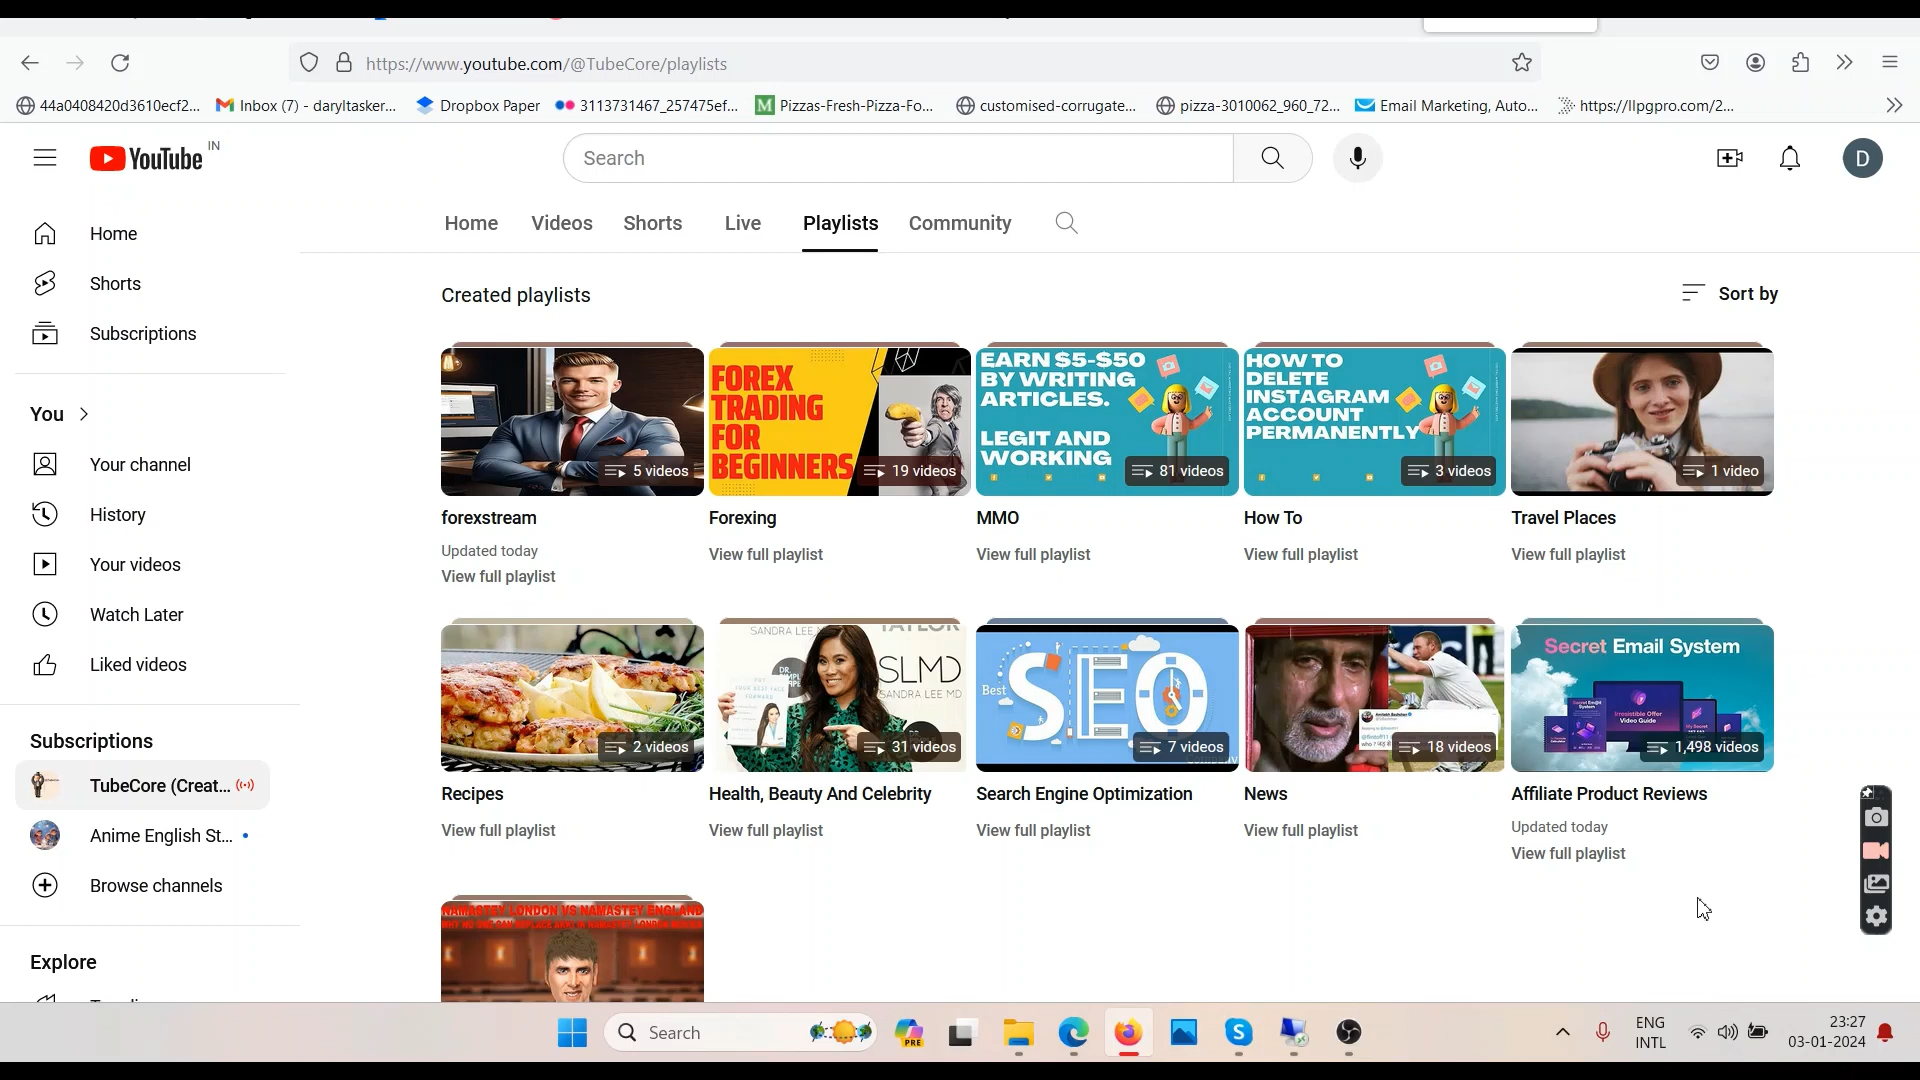 https://www.youtube.com/@TubeCore/playlists
44a0408420d3610ecf2... Inbox (7) - daryltasker... Dropbox Paper 3113731467_257475ef... Pizzas-Fresh-Pizza-Fo... customised-corrugate... pizza-3010062_960_72... Email Marketing, Auto... https://llpgpro.com/2...
YouTube IN
Search
D
Home Videos Shorts Live Playlists Community
Home
Shorts
Subscriptions
You
Your channel
History
Your videos
Watch Later
Liked videos
Subscriptions
TubeCore (Creat...
Anime English St...
Browse channels
Explore
Created playlists
Sort by
5 videos
forexstream
Updated today
View full playlist
FOREX
TRADING
FOR
BEGINNERS
19 videos
Forexing
View full playlist
EARN $5-$50
BY WRITING
ARTICLES.
LEGIT AND
WORKING
81 videos
MMO
View full playlist
HOW TO
DELETE
INSTAGRAM
ACCOUNT
PERMANENTLY
3 videos
How To
View full playlist
1 video
Travel Places
View full playlist
2 videos
Recipes
View full playlist
SANDRA LEE
TAYLOR
SLMD
SANDRA LEE MD
31 videos
Health, Beauty And Celebrity
View full playlist
Best
SEO
7 videos
Search Engine Optimization
View full playlist
18 videos
News
View full playlist
Secret Email System
Irresistible Offer
Video Guide
1,498 videos
Affiliate Product Reviews
Updated today
View full playlist
NAMASTEY LONDON VS NAMASTEY ENGLAND
Search
PRE
ENG
INTL
23:27
03-01-2024